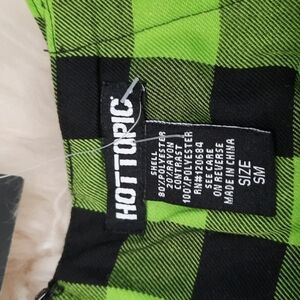 HOTTOPIC
SHELL
80%POLYESTER
20%RAYON
CONTRAST
100%POLYESTER
RN#120684
SEE CARE
ON REVERSE
MADE IN CHINA
SIZE
SM